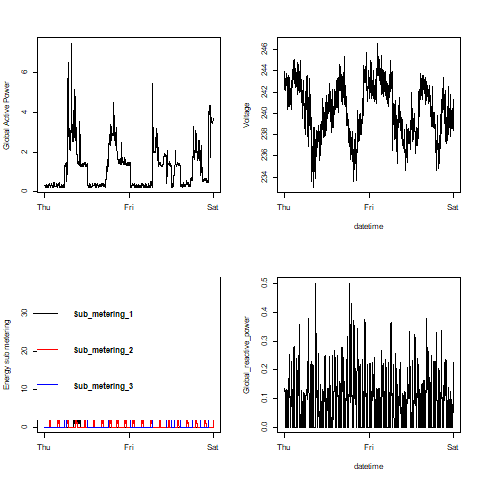 Global Active Power
6
4
2
0
Thu
Fri
Sat
Voltage
246
244
242
240
238
236
234
Thu
Fri
Sat
datetime
Energy sub metering
30
20
10
0
Sub_metering_1
Sub_metering_2
Sub_metering_3
Thu
Fri
Sat
Global_reactive_power
0.5
0.4
0.3
0.2
0.1
0.0
Thu
Fri
Sat
datetime